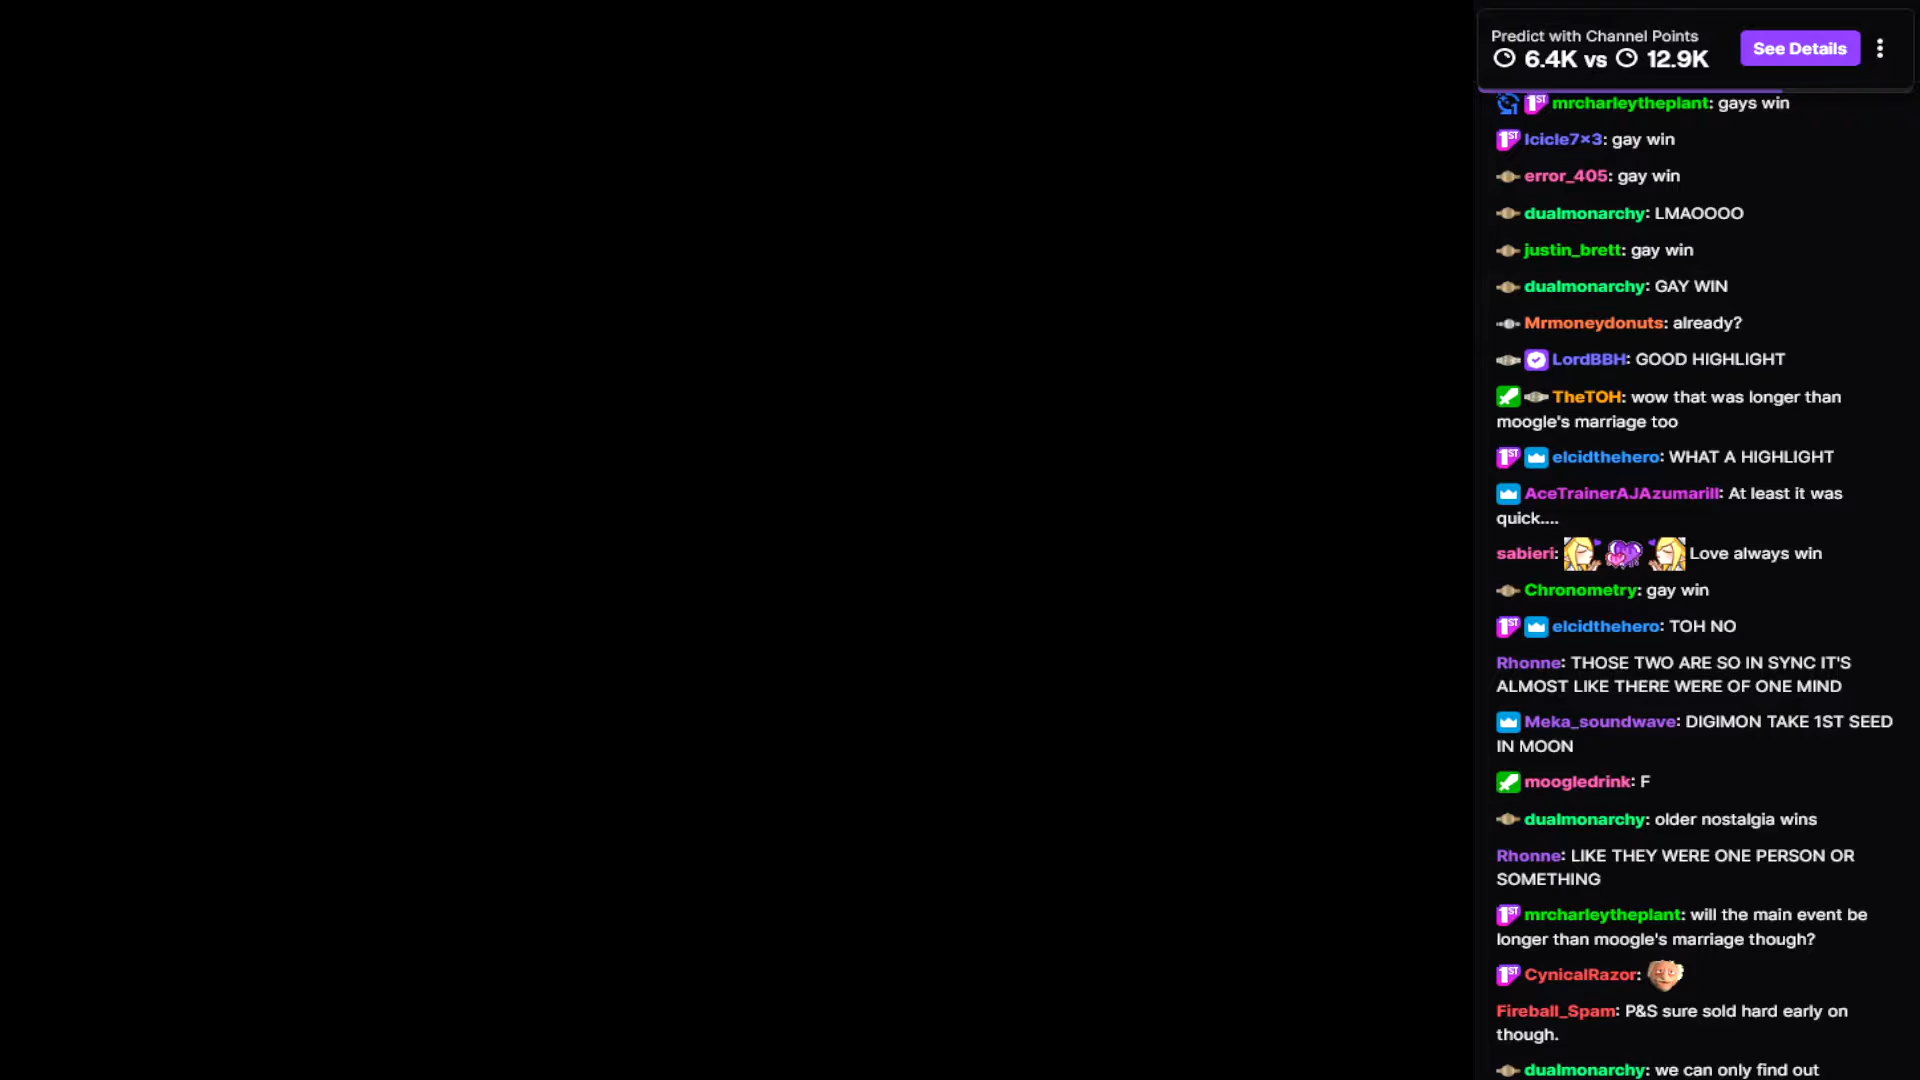 Predict with Channel Points
6.4K vs 12.9K
See Details
1ST mrcharleytheplant: gays win
1ST Icicle7x3: gay win
error_405: gay win
dualmonarchy: LMAOOOO
justin_brett: gay win
dualmonarchy: GAY WIN
Mrmoneydonuts: already?
LordBBH: GOOD HIGHLIGHT
TheTOH: wow that was longer than
moogle's marriage too
1ST elcidthehero: WHAT A HIGHLIGHT
AceTrainerAJAzumarill: At least it was
quick....
sabieri: Love always win
Chronometry: gay win
1ST elcidthehero: TOH NO
Rhonne: THOSE TWO ARE SO IN SYNC IT'S
ALMOST LIKE THERE WERE OF ONE MIND
Meka_soundwave: DIGIMON TAKE 1ST SEED
IN MOON
moogledrink: F
dualmonarchy: older nostalgia wins
Rhonne: LIKE THEY WERE ONE PERSON OR
SOMETHING
1ST mrcharleytheplant: will the main event be
longer than moogle's marriage though?
1ST CynicalRazor:
Fireball_Spam: P&S sure sold hard early on
though.
dualmonarchy: we can only find out